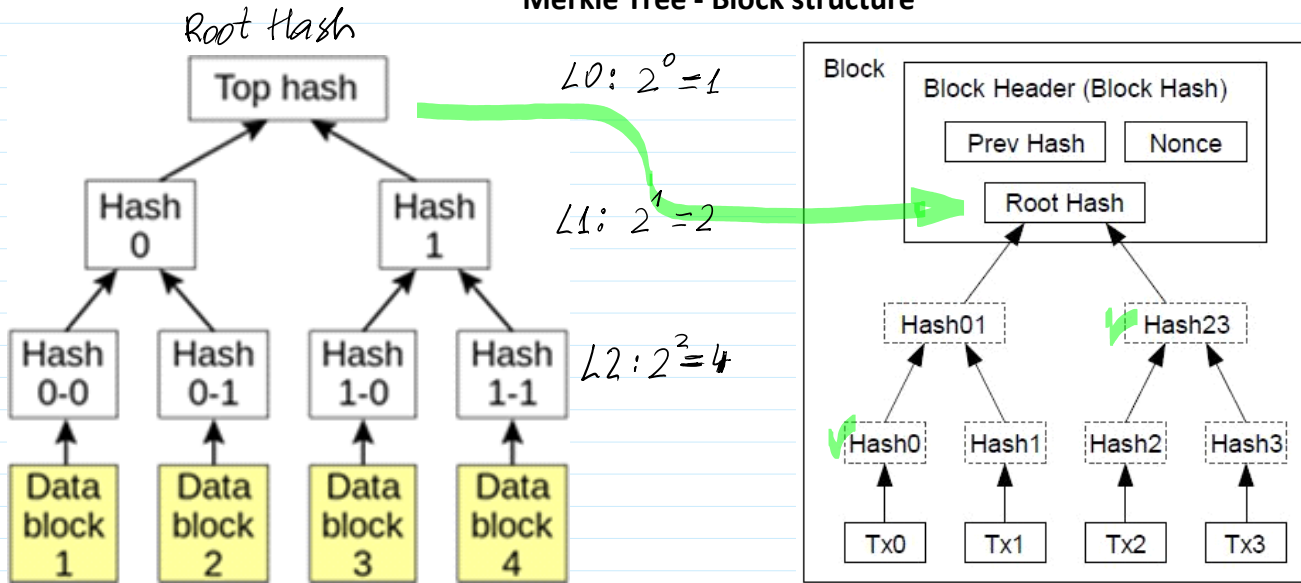 Merkle Tree - Block structure
Root Hash
Top hash
Hash
0
Hash
1
Hash
0-0
Hash
0-1
Hash
1-0
Hash
1-1
Data
block
1
Data
block
2
Data
block
3
Data
block
4
L0: 2⁰ = 1
L1: 2¹ = 2
L2: 2² = 4
Block
Block Header (Block Hash)
Prev Hash
Nonce
Root Hash
Hash01
Hash23
Hash0
Hash1
Hash2
Hash3
Tx0
Tx1
Tx2
Tx3